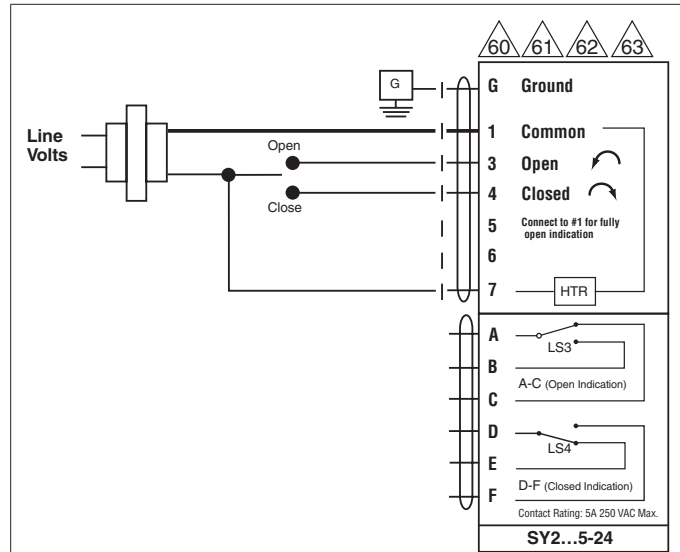 60 61 62 63
G G Ground
Line Volts
1 Common
Open
3 Open
4 Closed
Close
5 Connect to #1 for fully
open indication
6
7 HTR
A
LS3
B
A-C (Open Indication)
C
D
LS4
E
D-F (Closed Indication)
F
Contact Rating: 5A 250 VAC Max.
SY2...5-24